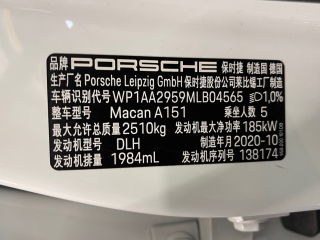 品牌 PORSCHE 保时捷 制造国 德国
生产厂名 Porsche Leipzig GmbH 保时捷股份公司莱比锡工厂制造
车辆识别代号 WP1AA2959MLB04565 1,0%
整车型号 Macan A151 乘坐人数 5
最大允许总质量 2510kg 发动机最大净功率 185kW
发动机型号 DLH 制造年月 2020-10
发动机排量 1984mL 发动机序列号 138174